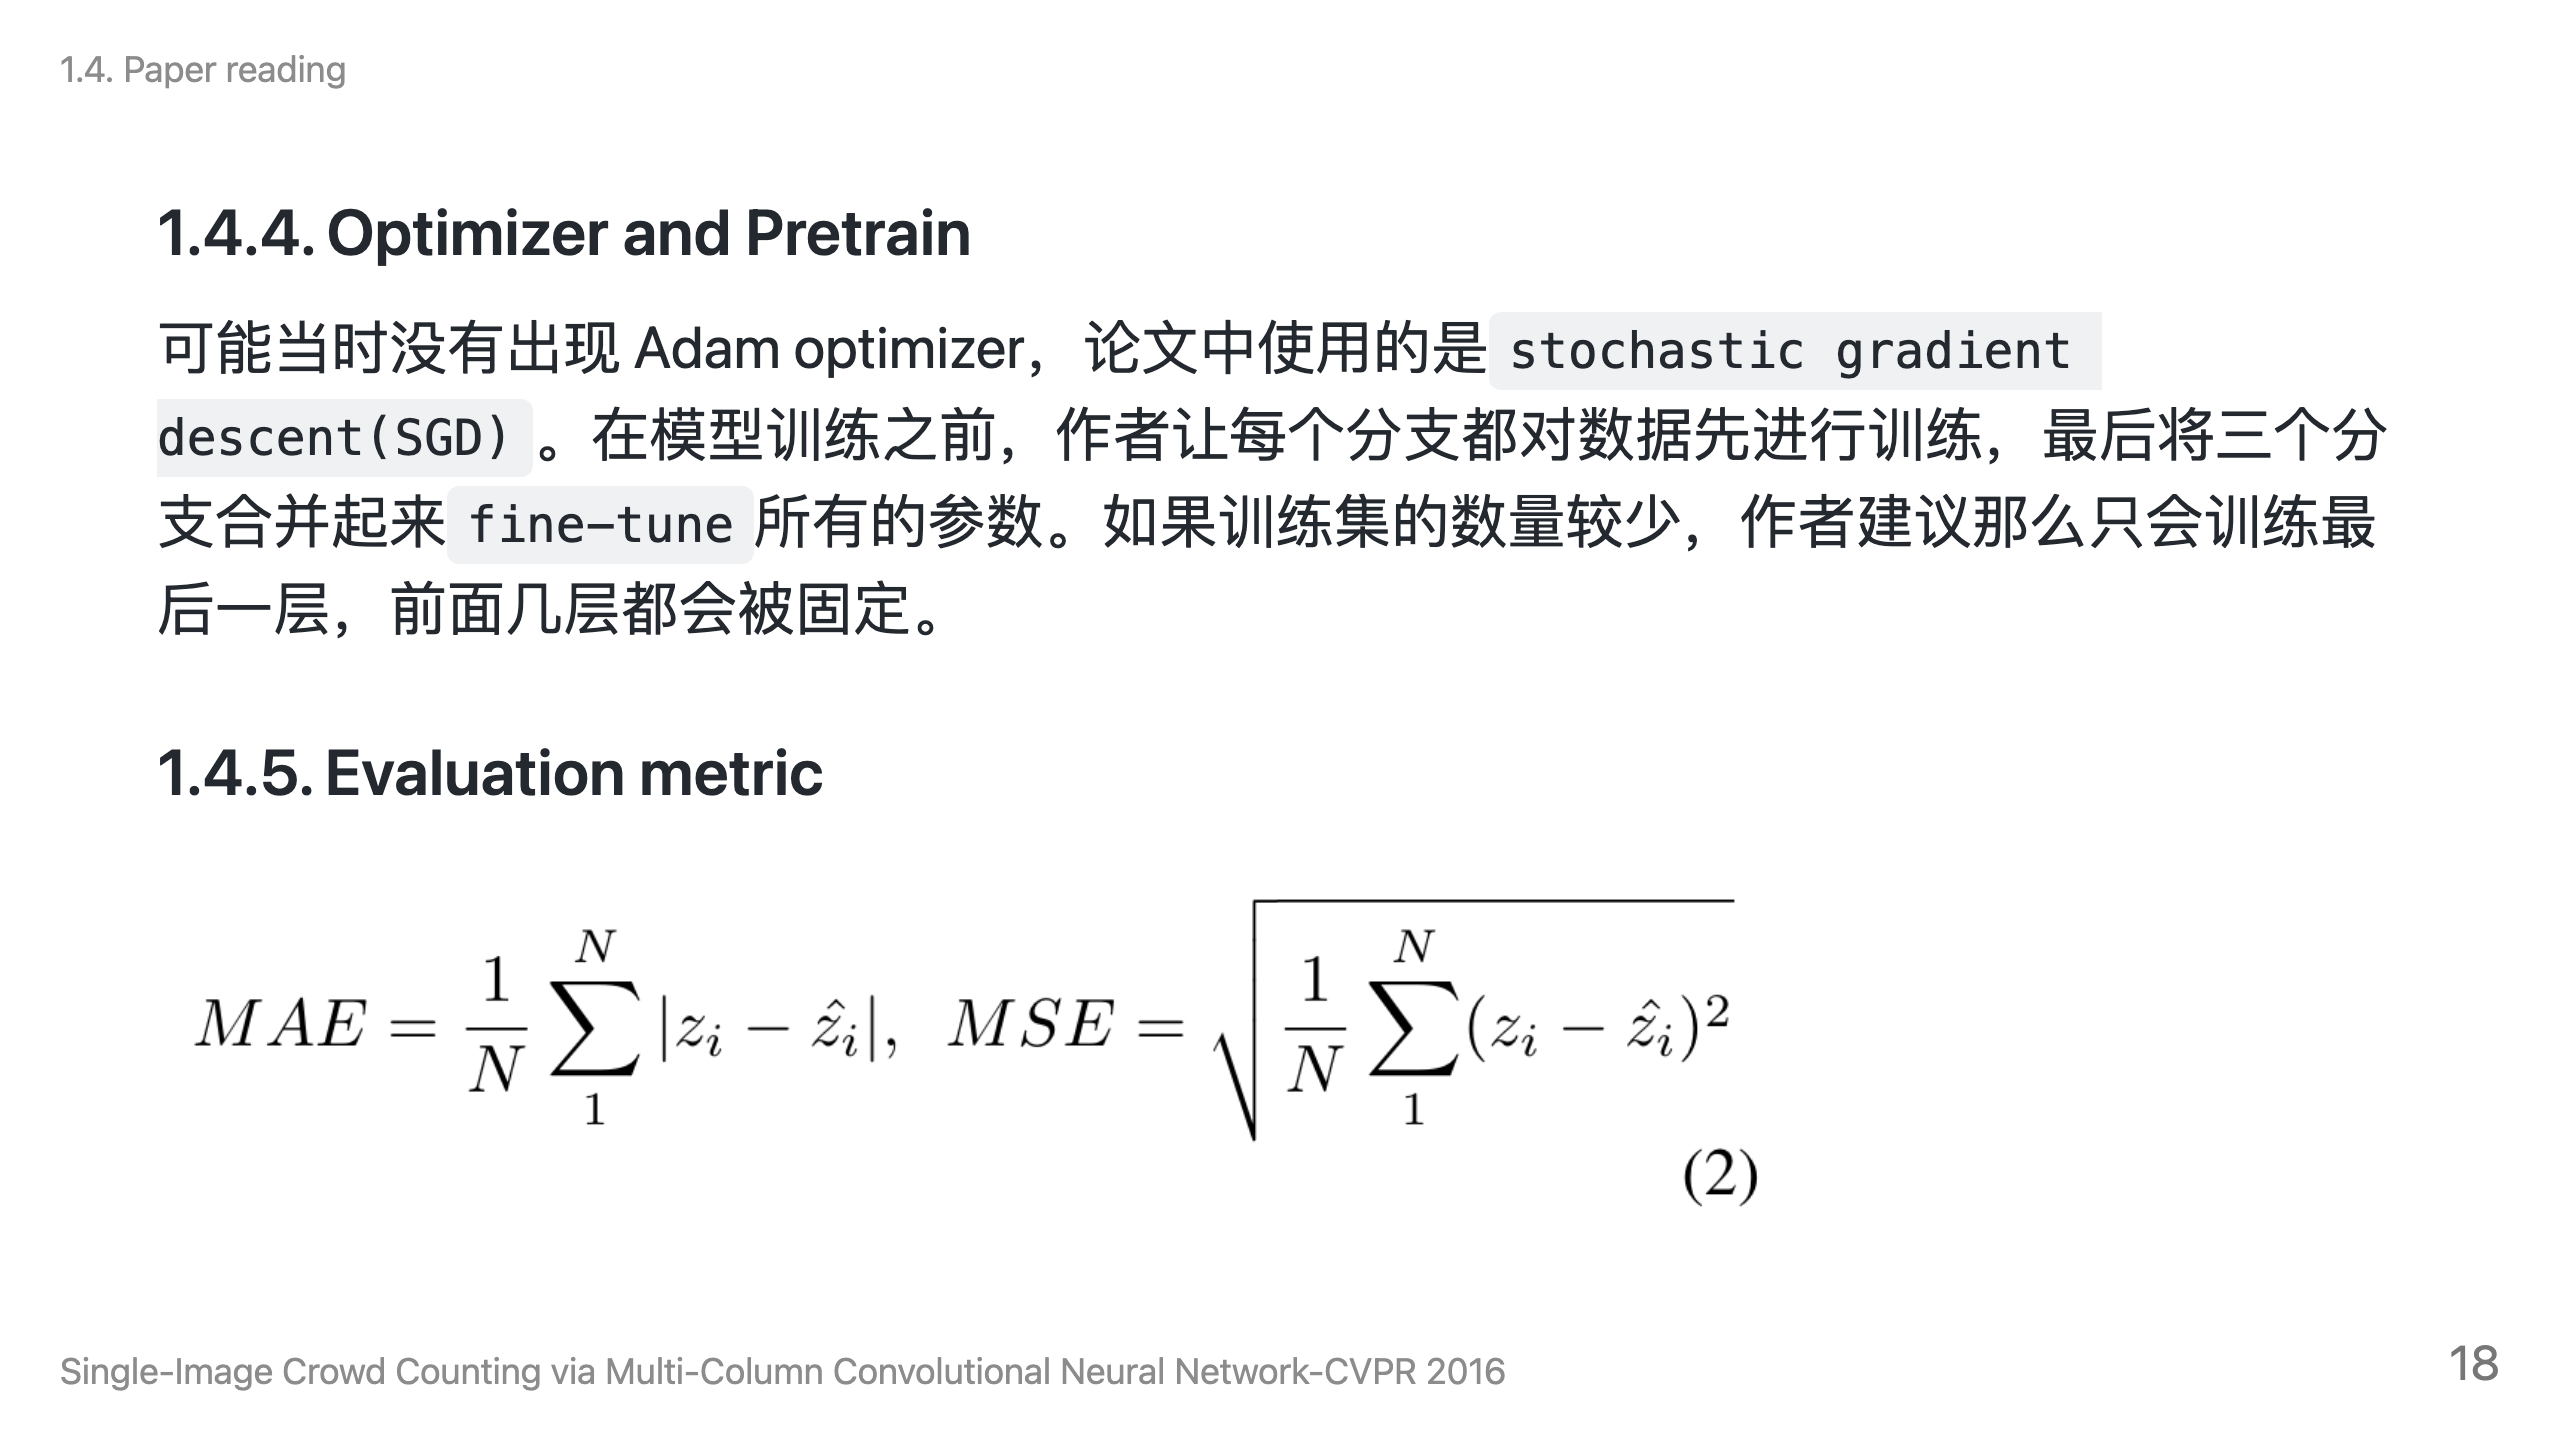 1.4. Paper reading
1.4.4. Optimizer and Pretrain
可能当时没有出现 Adam optimizer，论文中使用的是 stochastic gradient
descent(SGD) 。在模型训练之前，作者让每个分支都对数据先进行训练，最后将三个分
支合并起来 fine-tune 所有的参数。如果训练集的数量较少，作者建议那么只会训练最
后一层，前面几层都会被固定。
1.4.5. Evaluation metric
$MAE = \frac{1}{N} \sum_{1}^{N} |z_i - \hat{z}_i|, \; MSE = \sqrt{\frac{1}{N} \sum_{1}^{N} (z_i - \hat{z}_i)^2}$
(2)
Single-Image Crowd Counting via Multi-Column Convolutional Neural Network-CVPR 2016
18